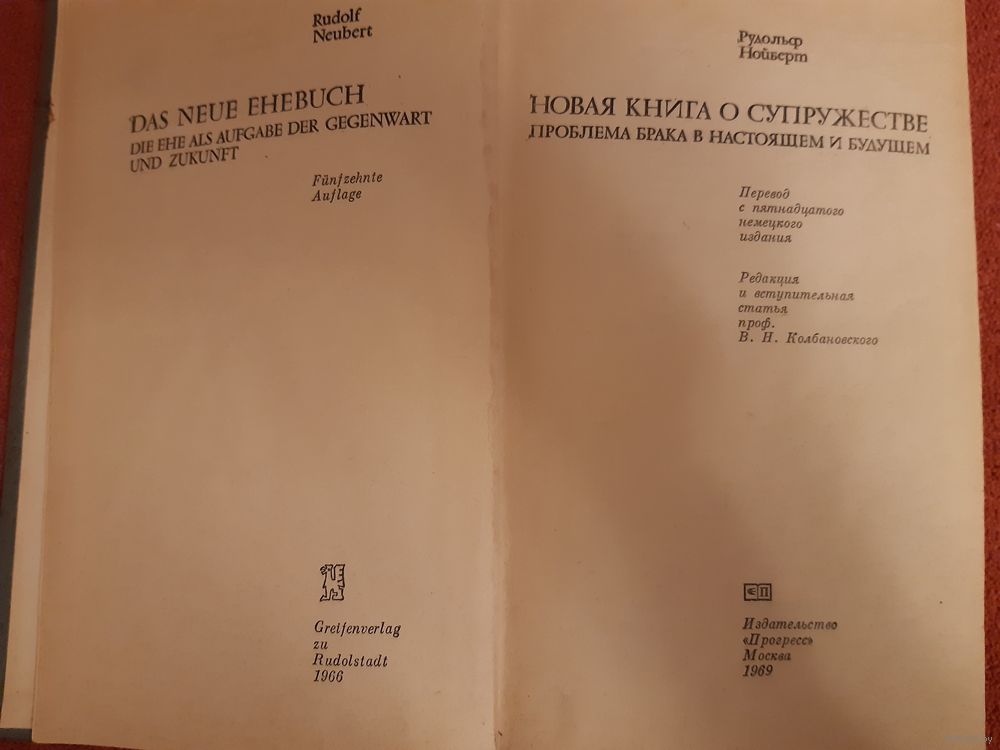 Rudolf
Neubert
DAS NEUE EHEBUCH
DIE EHE ALS AUFGABE DER GEGENWART
UND ZUKUNFT
Fünfzehnte
Auflage
Greifenverlag
zu
Rudolstadt
1966
Рудольф
Нойберт
НОВАЯ КНИГА О СУПРУЖЕСТВЕ
ПРОБЛЕМА БРАКА В НАСТОЯЩЕМ И БУДУЩЕМ
Перевод
с пятнадцатого
немецкого
издания
Редакция
и вступительная
статья
проф.
В. Н. Колбановского
Издательство
«Прогресс»
Москва
1969